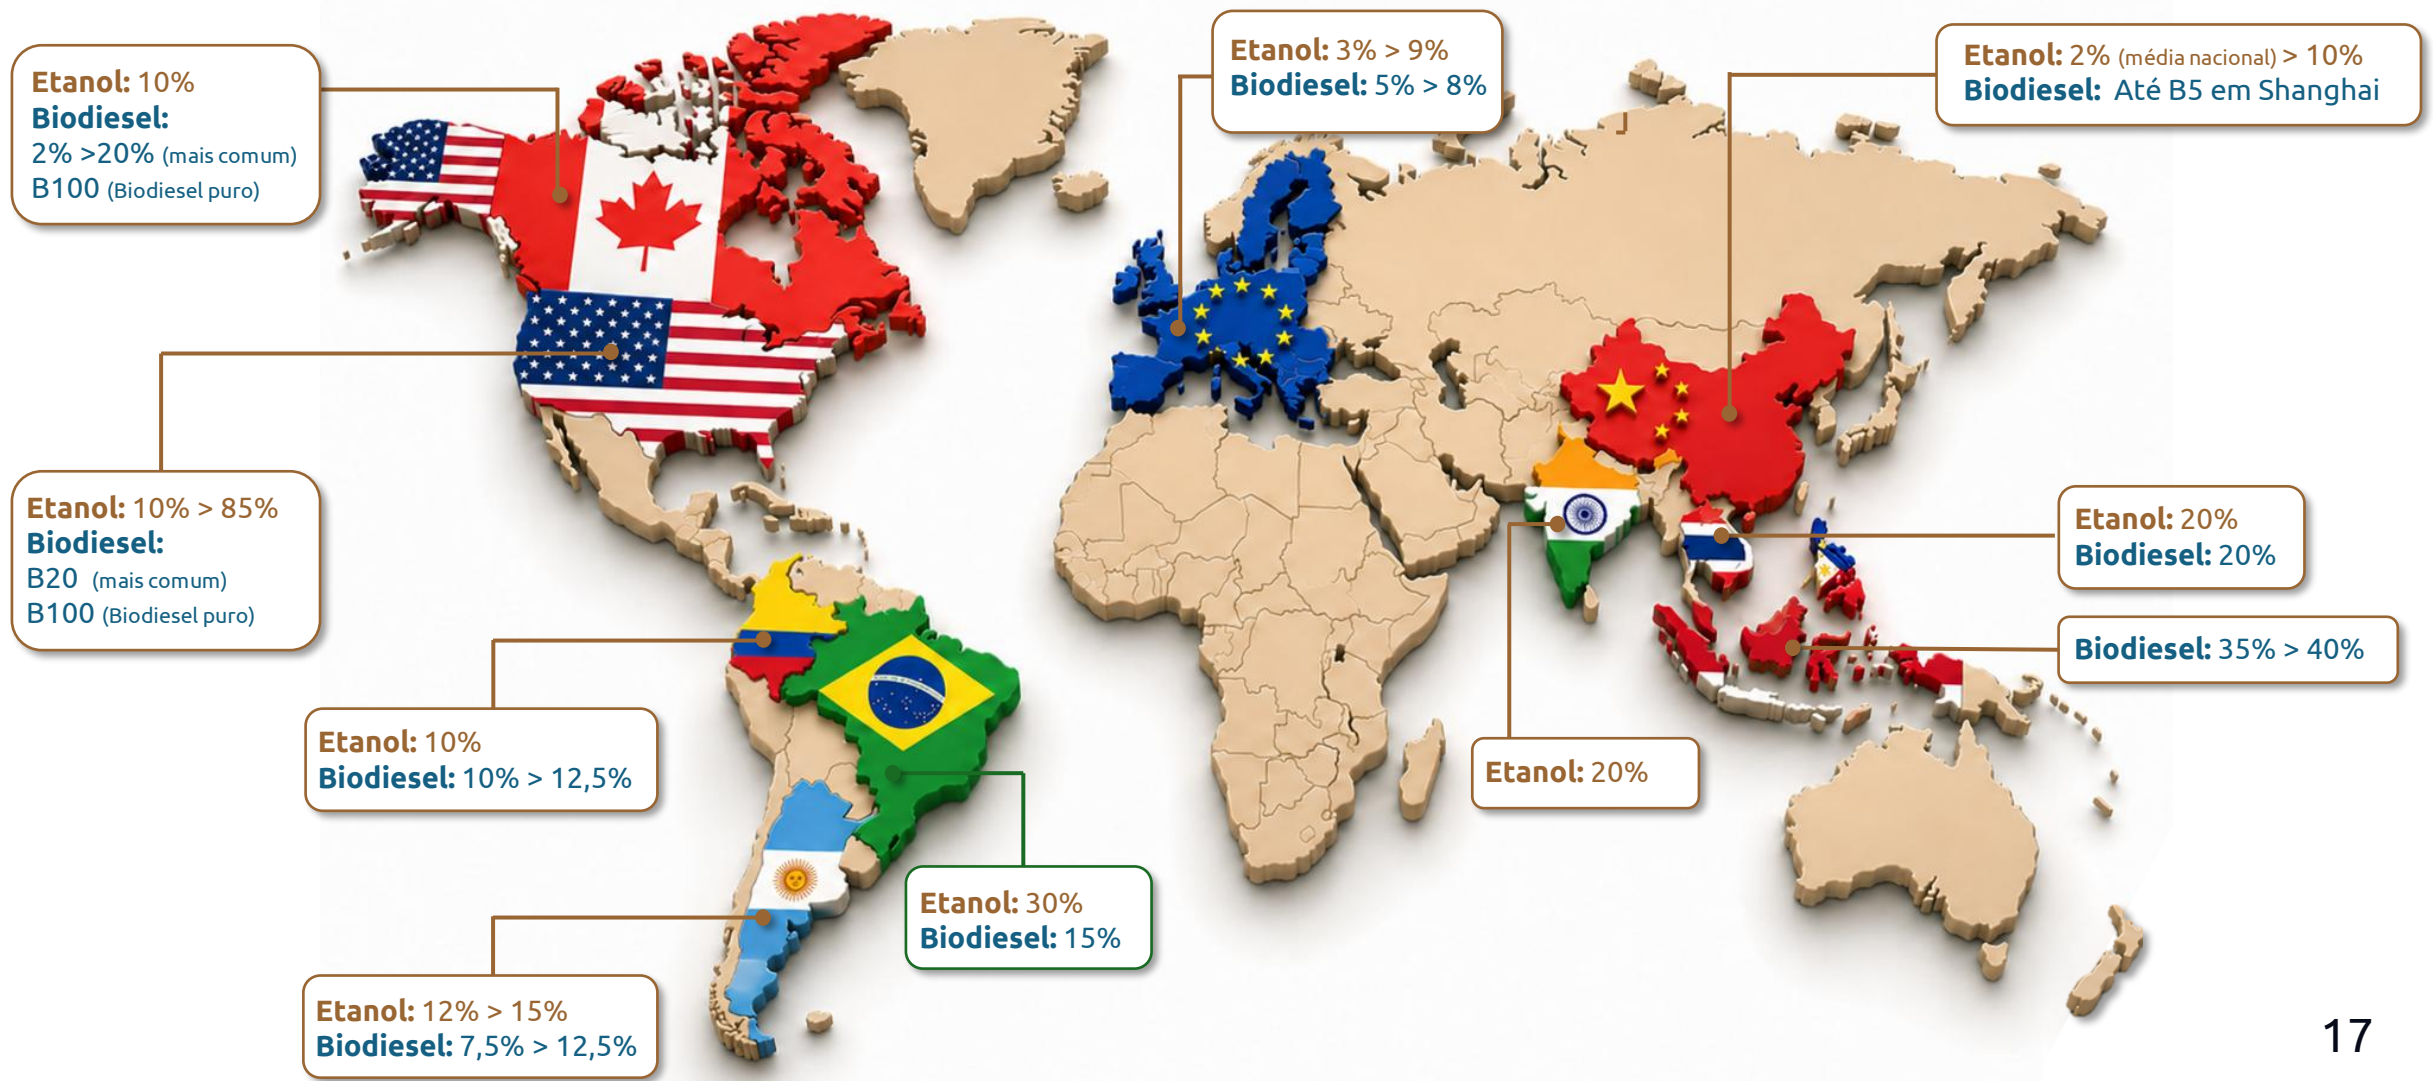 Etanol: 10%
Biodiesel:
2% >20% (mais comum)
B100 (Biodiesel puro)
Etanol: 3% > 9%
Biodiesel: 5% > 8%
Etanol: 2% (média nacional) > 10%
Biodiesel: Até B5 em Shanghai
Etanol: 10% > 85%
Biodiesel:
B20 (mais comum)
B100 (Biodiesel puro)
Etanol: 20%
Biodiesel: 20%
Biodiesel: 35% > 40%
Etanol: 10%
Biodiesel: 10% > 12,5%
Etanol: 20%
Etanol: 30%
Biodiesel: 15%
Etanol: 12% > 15%
Biodiesel: 7,5% > 12,5%
17